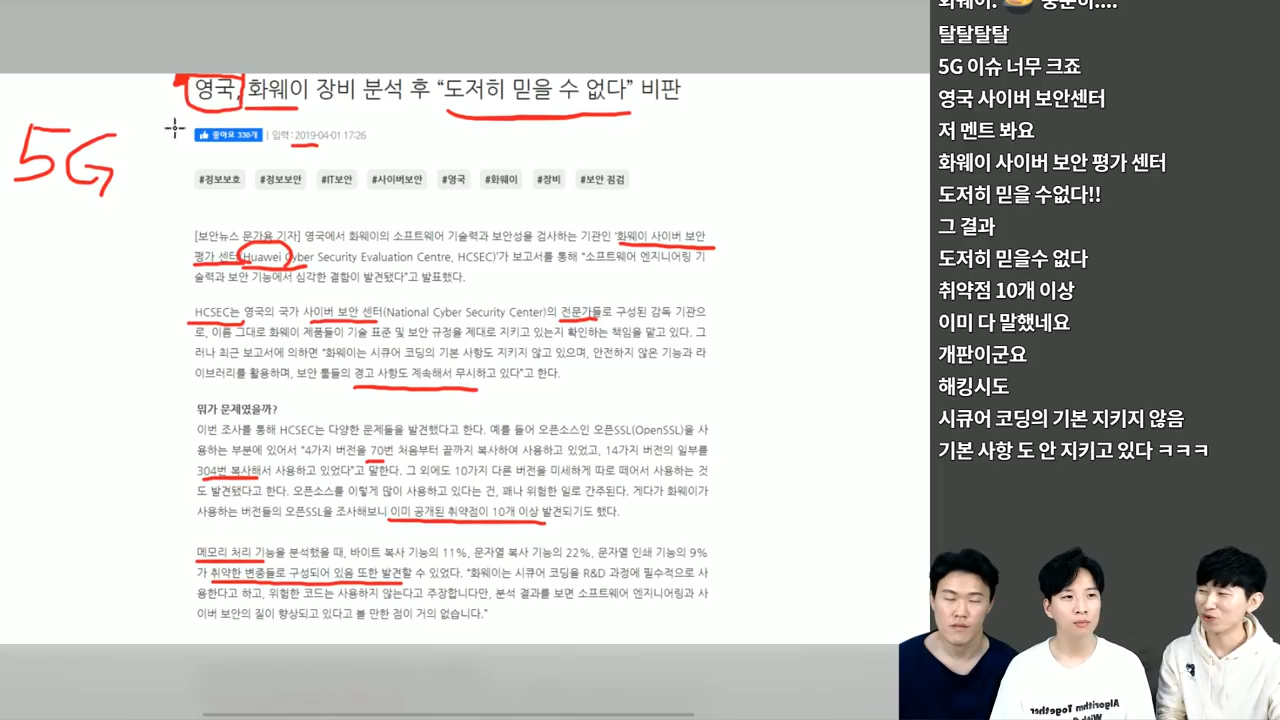 영국, 화웨이 장비 분석 후 “도저히 믿을 수 없다” 비판
좋아요 330개 | 입력 : 2019-04-01 17:26
#정보보호 #정보보안 #IT보안 #사이버보안 #영국 #화웨이 #장비 #보안 점검
5G
[보안뉴스 문가용 기자] 영국에서 화웨이의 소프트웨어 기술력과 보안성을 검사하는 기관인 ‘화웨이 사이버 보안
평가 센터(Huawei Cyber Security Evaluation Centre, HCSEC)’가 보고서를 통해 “소프트웨어 엔지니어링 기
술력과 보안 기능에서 심각한 결함이 발견됐다”고 발표했다.
HCSEC는 영국의 국가 사이버 보안 센터(National Cyber Security Center)의 전문가들로 구성된 감독 기관으
로, 이름 그대로 화웨이 제품들이 기술 표준 및 보안 규정을 제대로 지키고 있는지 확인하는 책임을 맡고 있다. 그
러나 최근 보고서에 의하면 “화웨이는 시큐어 코딩의 기본 사항도 지키지 않고 있으며, 안전하지 않은 기능과 라
이브러리를 활용하며, 보안 툴들의 경고 사항도 계속해서 무시하고 있다”고 한다.
뭐가 문제였을까?
이번 조사를 통해 HCSEC는 다양한 문제들을 발견했다고 한다. 예를 들어 오픈소스인 오픈SSL(OpenSSL)을 사
용하는 부분에 있어서 “4가지 버전을 70번 처음부터 끝까지 복사하여 사용하고 있었고, 14가지 버전의 일부를
304번 복사해서 사용하고 있었다”고 말한다. 그 외에도 10가지 다른 버전을 미세하게 따로 떼어서 사용하는 것
도 발견됐다고 한다. 오픈소스를 이렇게 많이 사용하고 있다는 건, 꽤나 위험한 일로 간주된다. 게다가 화웨이가
사용하는 버전들의 오픈SSL을 조사해보니 이미 공개된 취약점이 10개 이상 발견되기도 했다.
메모리 처리 기능을 분석했을 때, 바이트 복사 기능의 11%, 문자열 복사 기능의 22%, 문자열 인쇄 기능의 9%
가 취약한 변종들로 구성되어 있음 또한 발견할 수 있었다. “화웨이는 시큐어 코딩을 R&D 과정에 필수적으로 사
용한다고 하고, 위험한 코드는 사용하지 않는다고 주장합니다만, 분석 결과를 보면 소프트웨어 엔지니어링과 사
이버 보안의 질이 향상되고 있다고 볼 만한 점이 거의 없습니다.”
탈탈탈탈
5G 이슈 너무 크죠
영국 사이버 보안센터
저 멘트 봐요
화웨이 사이버 보안 평가 센터
도저히 믿을 수없다!!
그 결과
도저히 믿을수 없다
취약점 10개 이상
이미 다 말했네요
개판이군요
해킹시도
시큐어 코딩의 기본 지키지 않음
기본 사항 도 안 지키고 있다 ㅋㅋㅋ
Algorithm Together